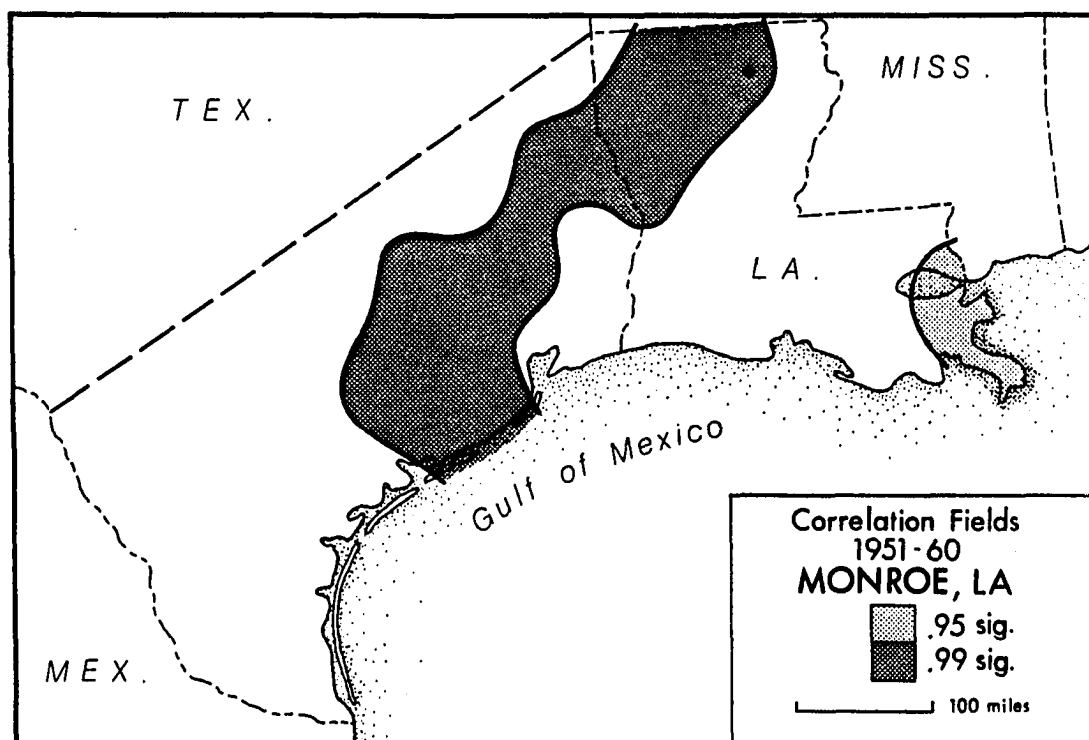 TEX.
MISS.
LA.
Gulf of Mexico
MEX.
Correlation Fields
1951-60
MONROE, LA
.95 sig.
.99 sig.
100 miles